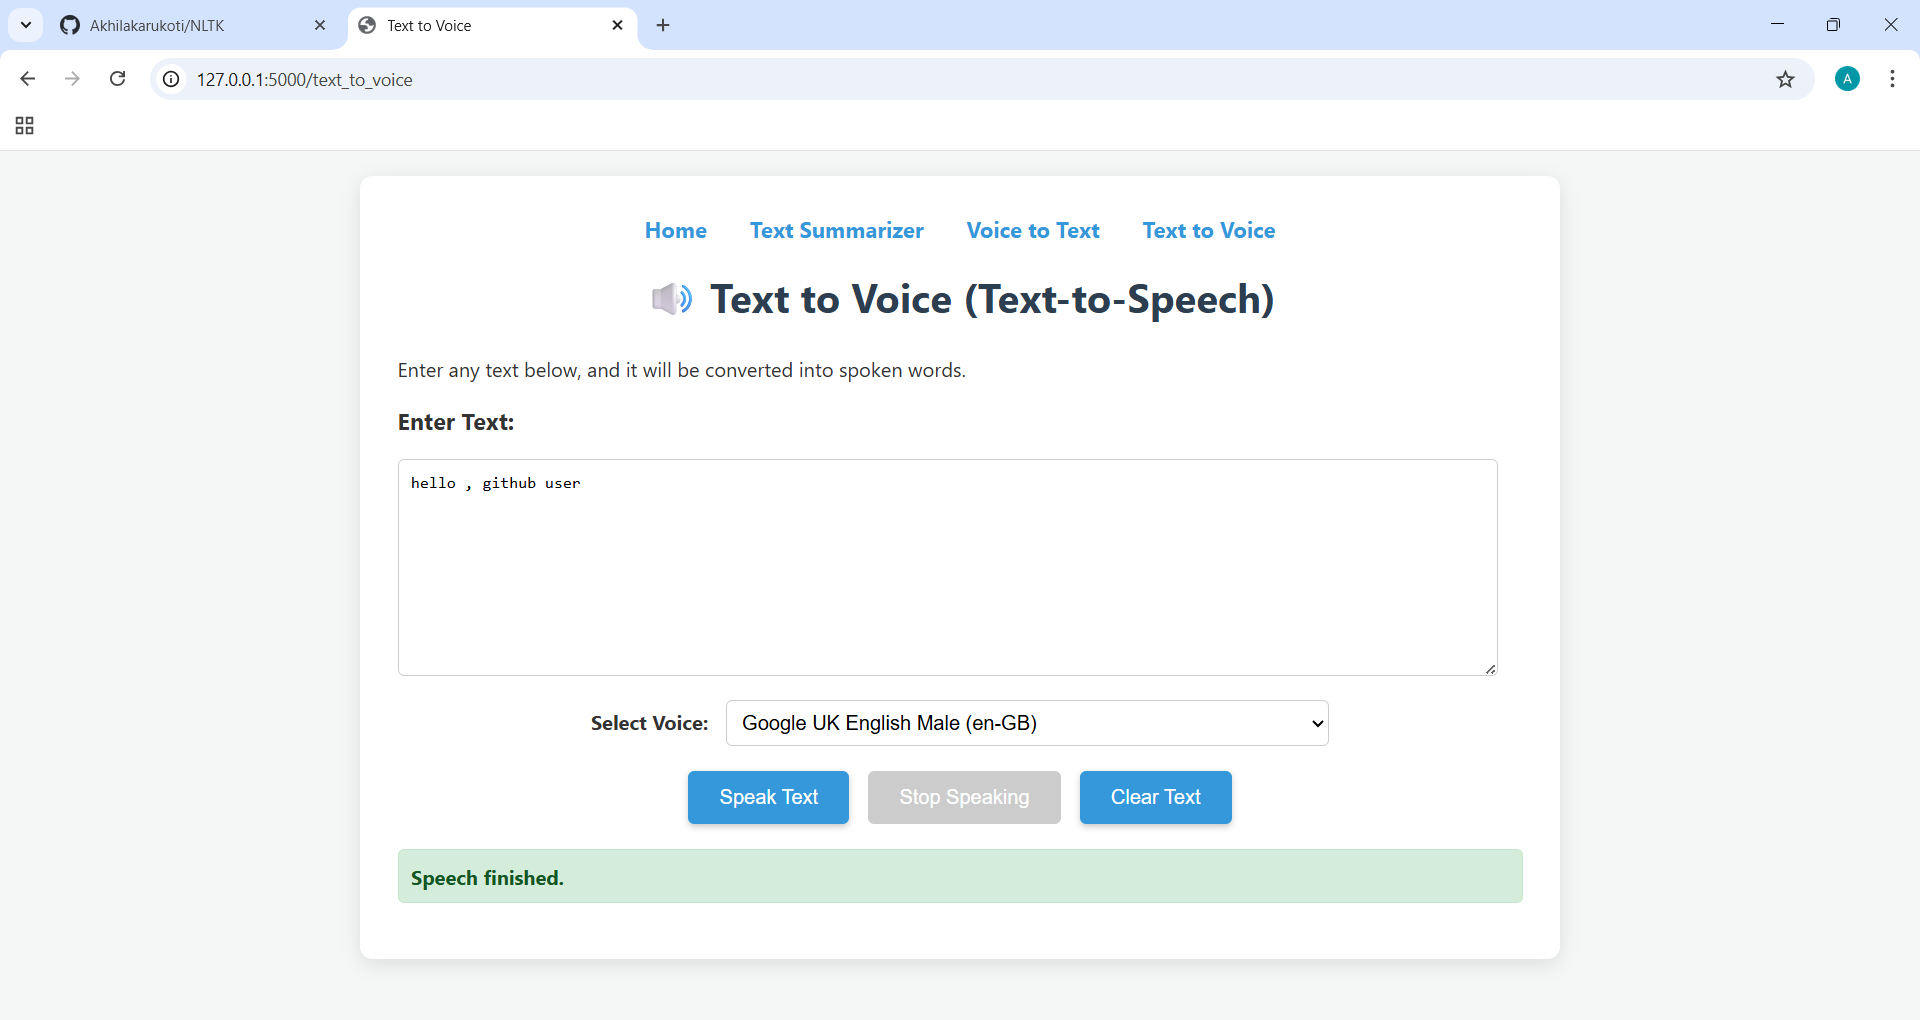 Akhilakarukoti/NLTK
Text to Voice
127.0.0.1:5000/text_to_voice
A
Home Text Summarizer Voice to Text Text to Voice
Text to Voice (Text-to-Speech)
Enter any text below, and it will be converted into spoken words.
Enter Text:
hello , github user
Select Voice: Google UK English Male (en-GB)
Speak Text Stop Speaking Clear Text
Speech finished.